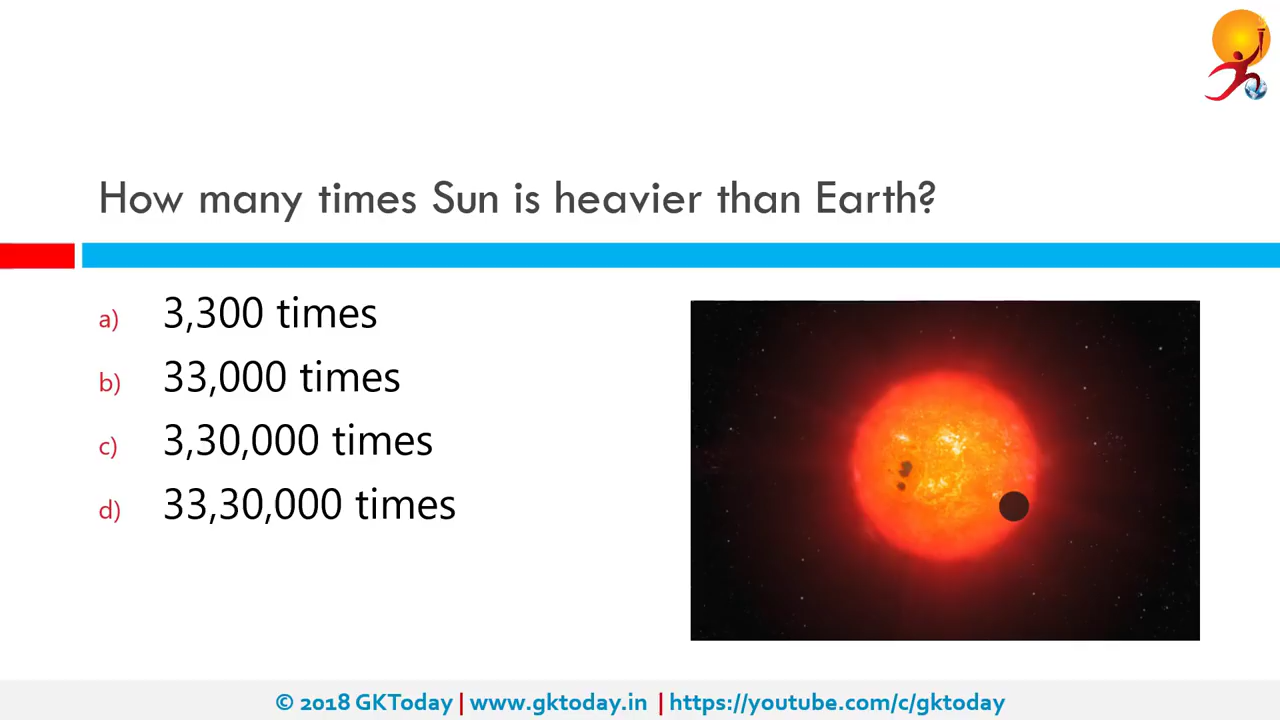 How many times Sun is heavier than Earth?
a) 3,300 times
b) 33,000 times
c) 3,30,000 times
d) 33,30,000 times
© 2018 GKToday | www.gktoday.in | https://youtube.com/c/gktoday